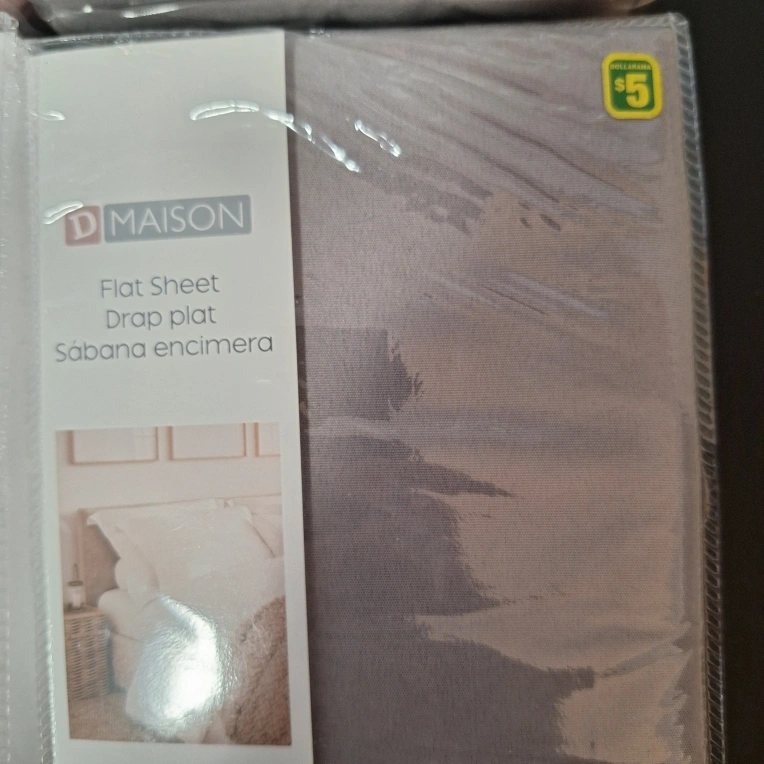 DOLLARAMA
$5
D MAISON
Flat Sheet
Drap plat
Sábana encimera